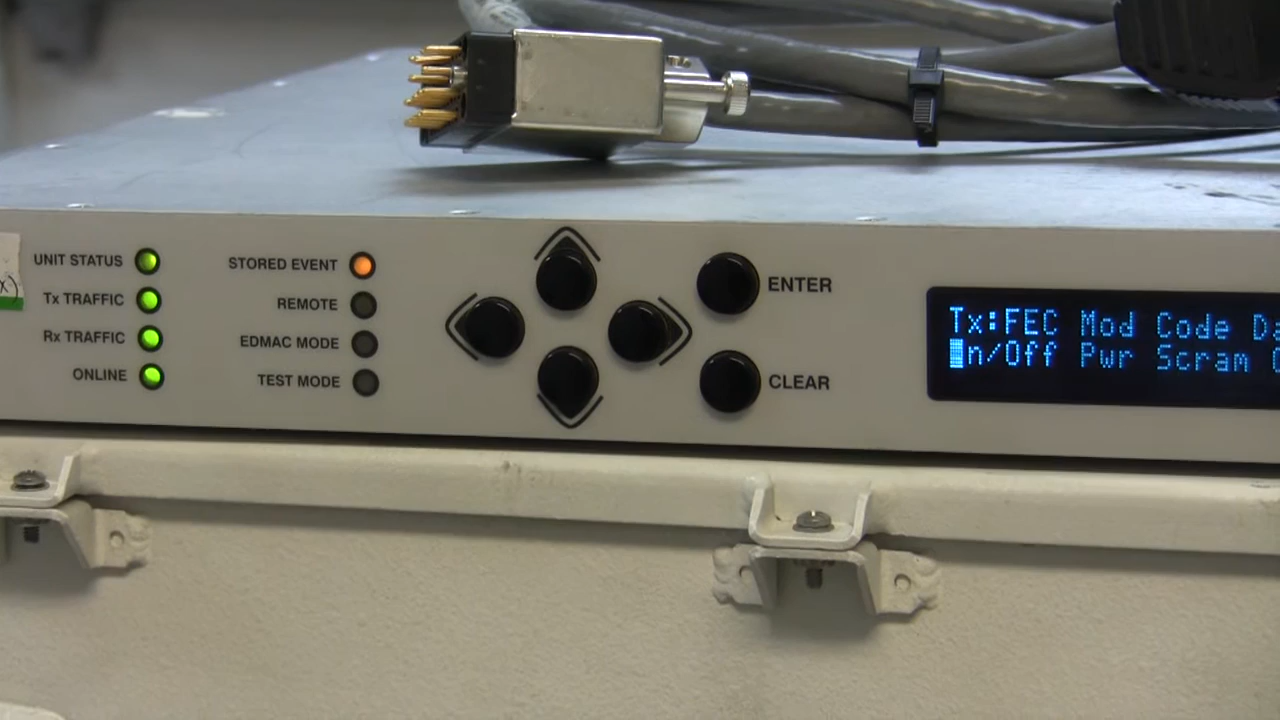 UNIT STATUS
Tx TRAFFIC
Rx TRAFFIC
ONLINE
STORED EVENT
REMOTE
EDMAC MODE
TEST MODE
ENTER
CLEAR
Tx:FEC Mod Code
n/Off Pwr Scram